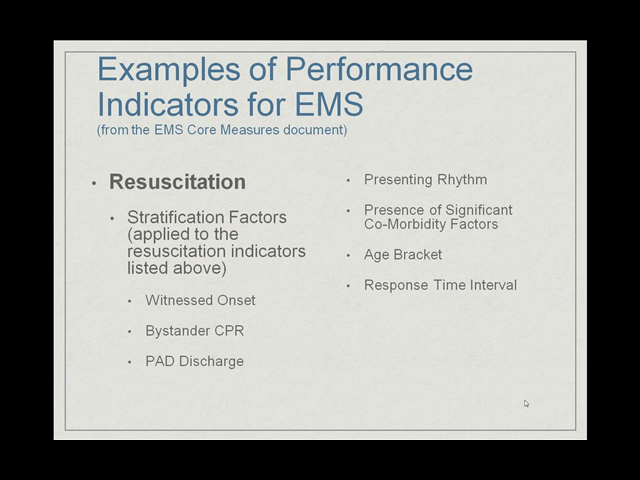 Examples of Performance
Indicators for EMS
(from the EMS Core Measures document)
• Resuscitation
• Stratification Factors
(applied to the
resuscitation indicators
listed above)
• Witnessed Onset
• Bystander CPR
• PAD Discharge
• Presenting Rhythm
• Presence of Significant
Co-Morbidity Factors
• Age Bracket
• Response Time Interval